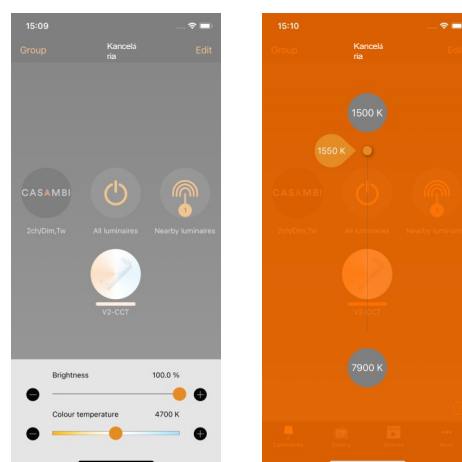 15:09
Group
Kancelá
ria
Edit
CASAMBI
1
2ch/Dim,Tw
All luminaires
Nearby luminaires
V2-CCT
Brightness
100.0 %
Colour temperature
4700 K
15:10
Group
Kancelá
ria
Edit
1500 K
1550 K
CASAMBI
1
2ch/Dim,Tw
All luminaires
Nearby luminaires
V2-CCT
7900 K
Luminaires
Gallery
Scenes
More